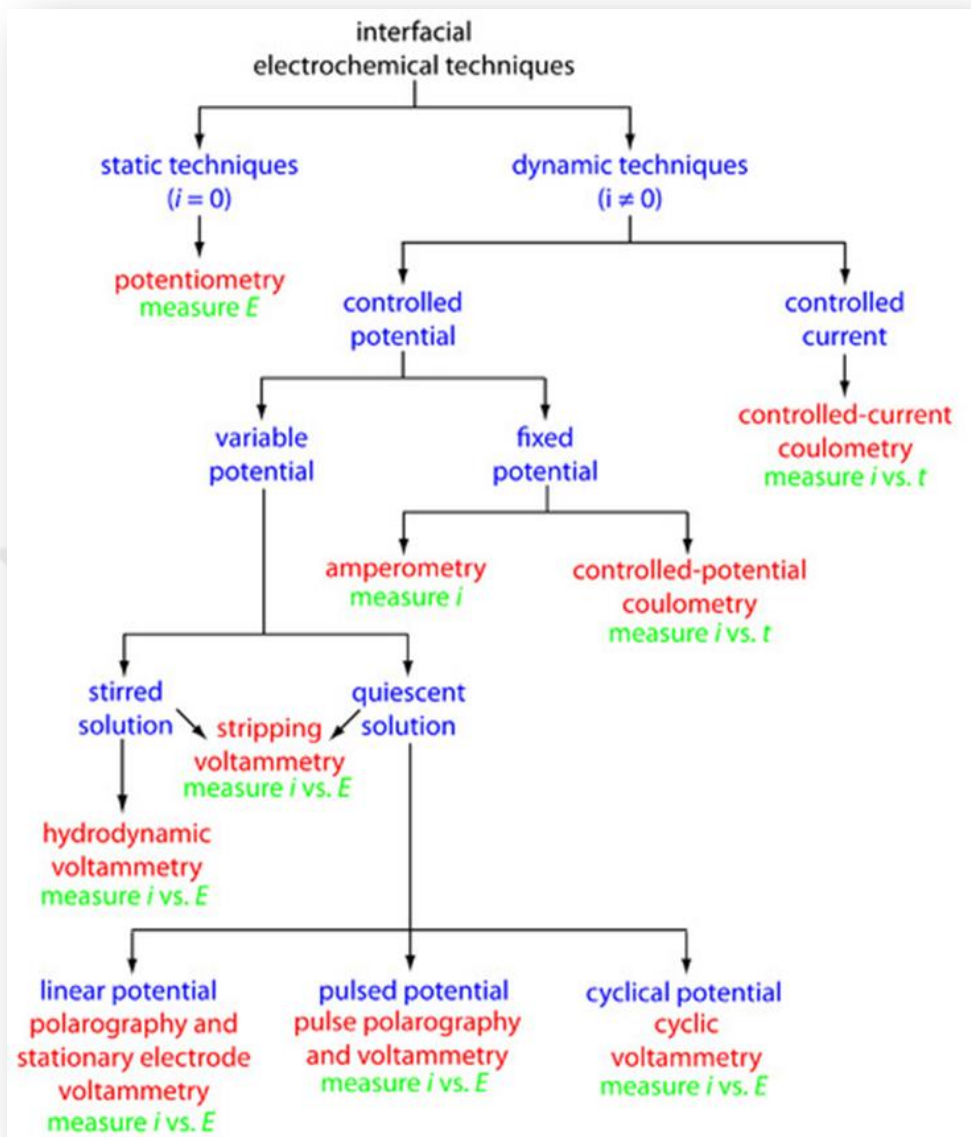 interfacial
electrochemical techniques
static techniques
(i = 0)
dynamic techniques
(i ≠ 0)
potentiometry
measure E
controlled
potential
controlled
current
controlled-current
coulometry
measure i vs. t
variable
potential
fixed
potential
amperometry
measure i
controlled-potential
coulometry
measure i vs. t
stirred
solution
quiescent
solution
stripping
voltammetry
measure i vs. E
hydrodynamic
voltammetry
measure i vs. E
linear potential
polarography and
stationary electrode
voltammetry
measure i vs. E
pulsed potential
pulse polarography
and voltammetry
measure i vs. E
cyclical potential
cyclic
voltammetry
measure i vs. E